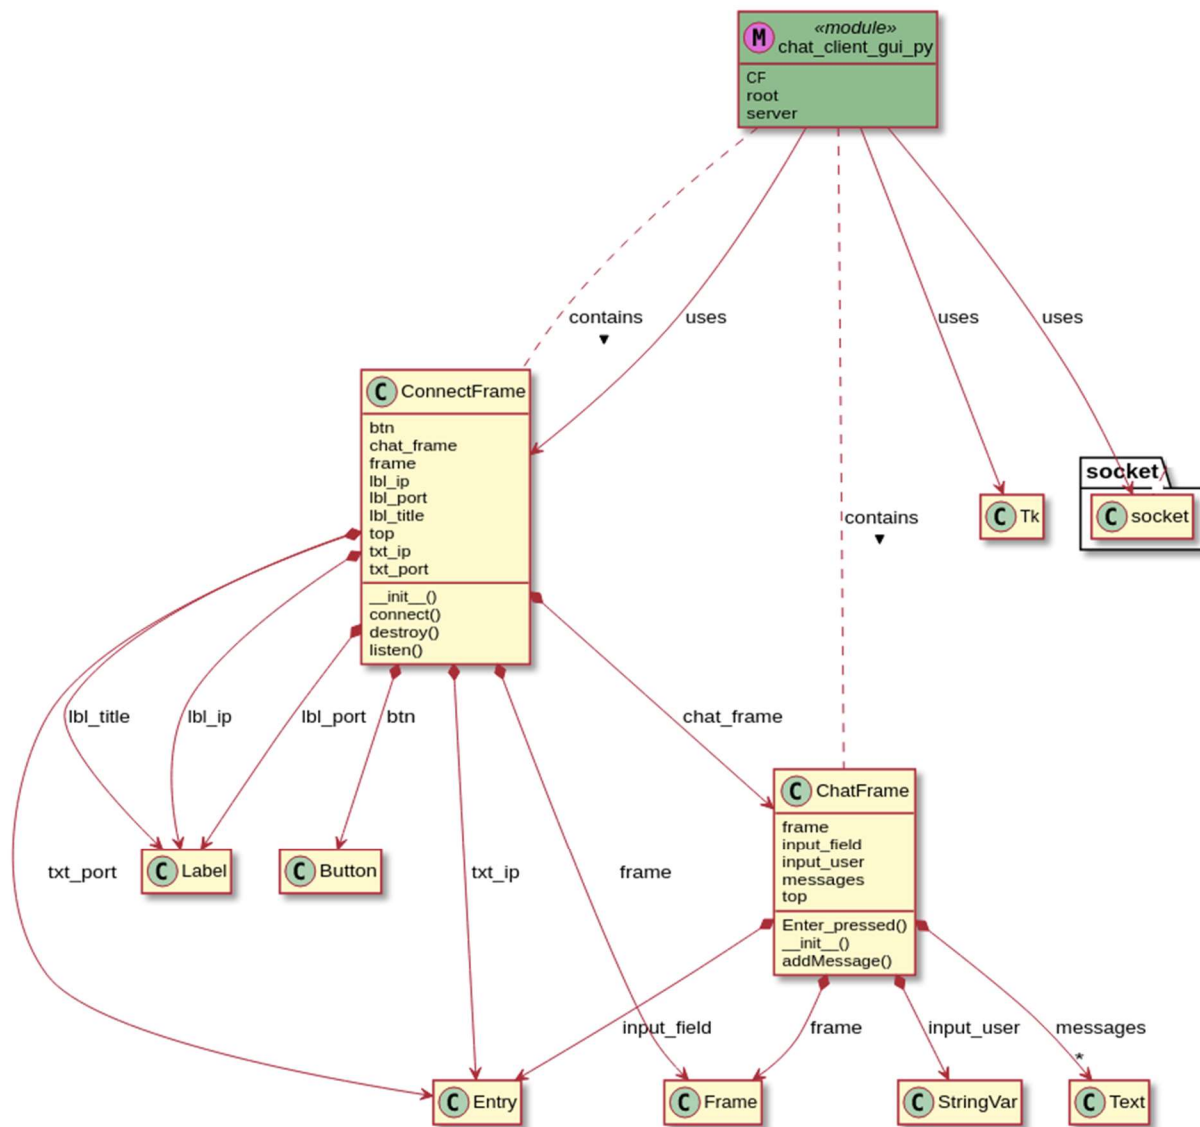 M
«module»
chat_client_gui_py
CF
root
server
contains
▼
uses
uses
uses
C ConnectFrame
btn
chat_frame
frame
lbl_ip
lbl_port
lbl_title
top
txt_ip
txt_port
__init__()
connect()
destroy()
listen()
contains
▼
C Tk
socket
C socket
lbl_title
lbl_ip
lbl_port
btn
chat_frame
C ChatFrame
frame
input_field
input_user
messages
top
Enter_pressed()
__init__()
addMessage()
txt_port
C Label
C Button
txt_ip
frame
input_field
frame
input_user
messages
*
C Entry
C Frame
C StringVar
C Text